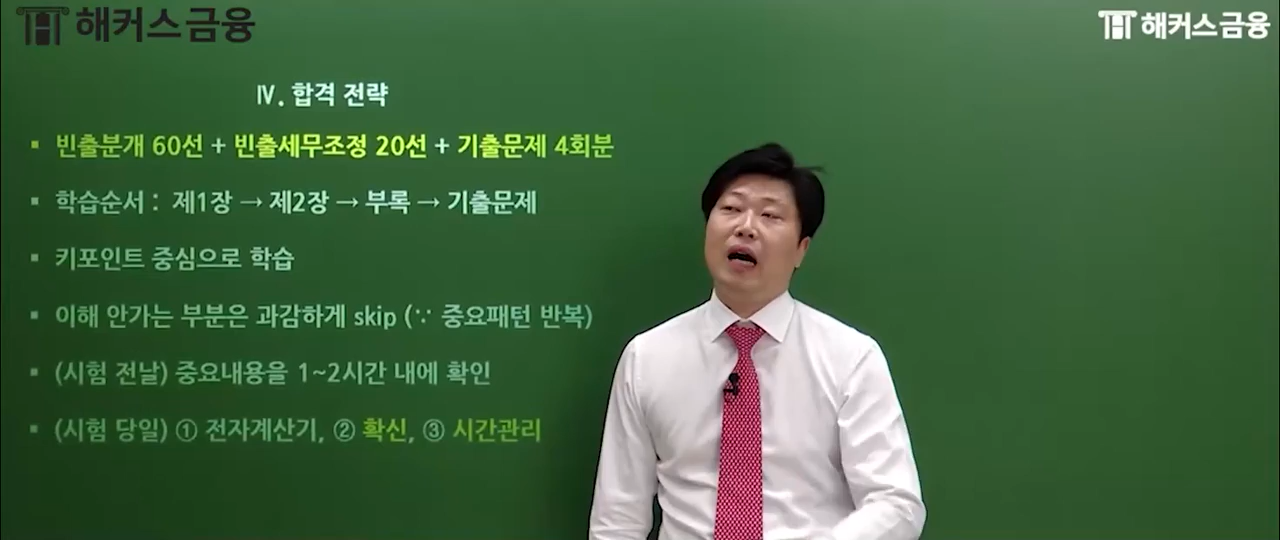 해커스금융
해커스금융
Ⅳ. 합격 전략
▪ 빈출분개 60선 + 빈출세무조정 20선 + 기출문제 4회분
▪ 학습순서 : 제1장 → 제2장 → 부록 → 기출문제
▪ 키포인트 중심으로 학습
▪ 이해 안가는 부분은 과감하게 skip (∵ 중요패턴 반복)
▪ (시험 전날) 중요내용을 1~2시간 내에 확인
▪ (시험 당일) ① 전자계산기, ② 확신, ③ 시간관리